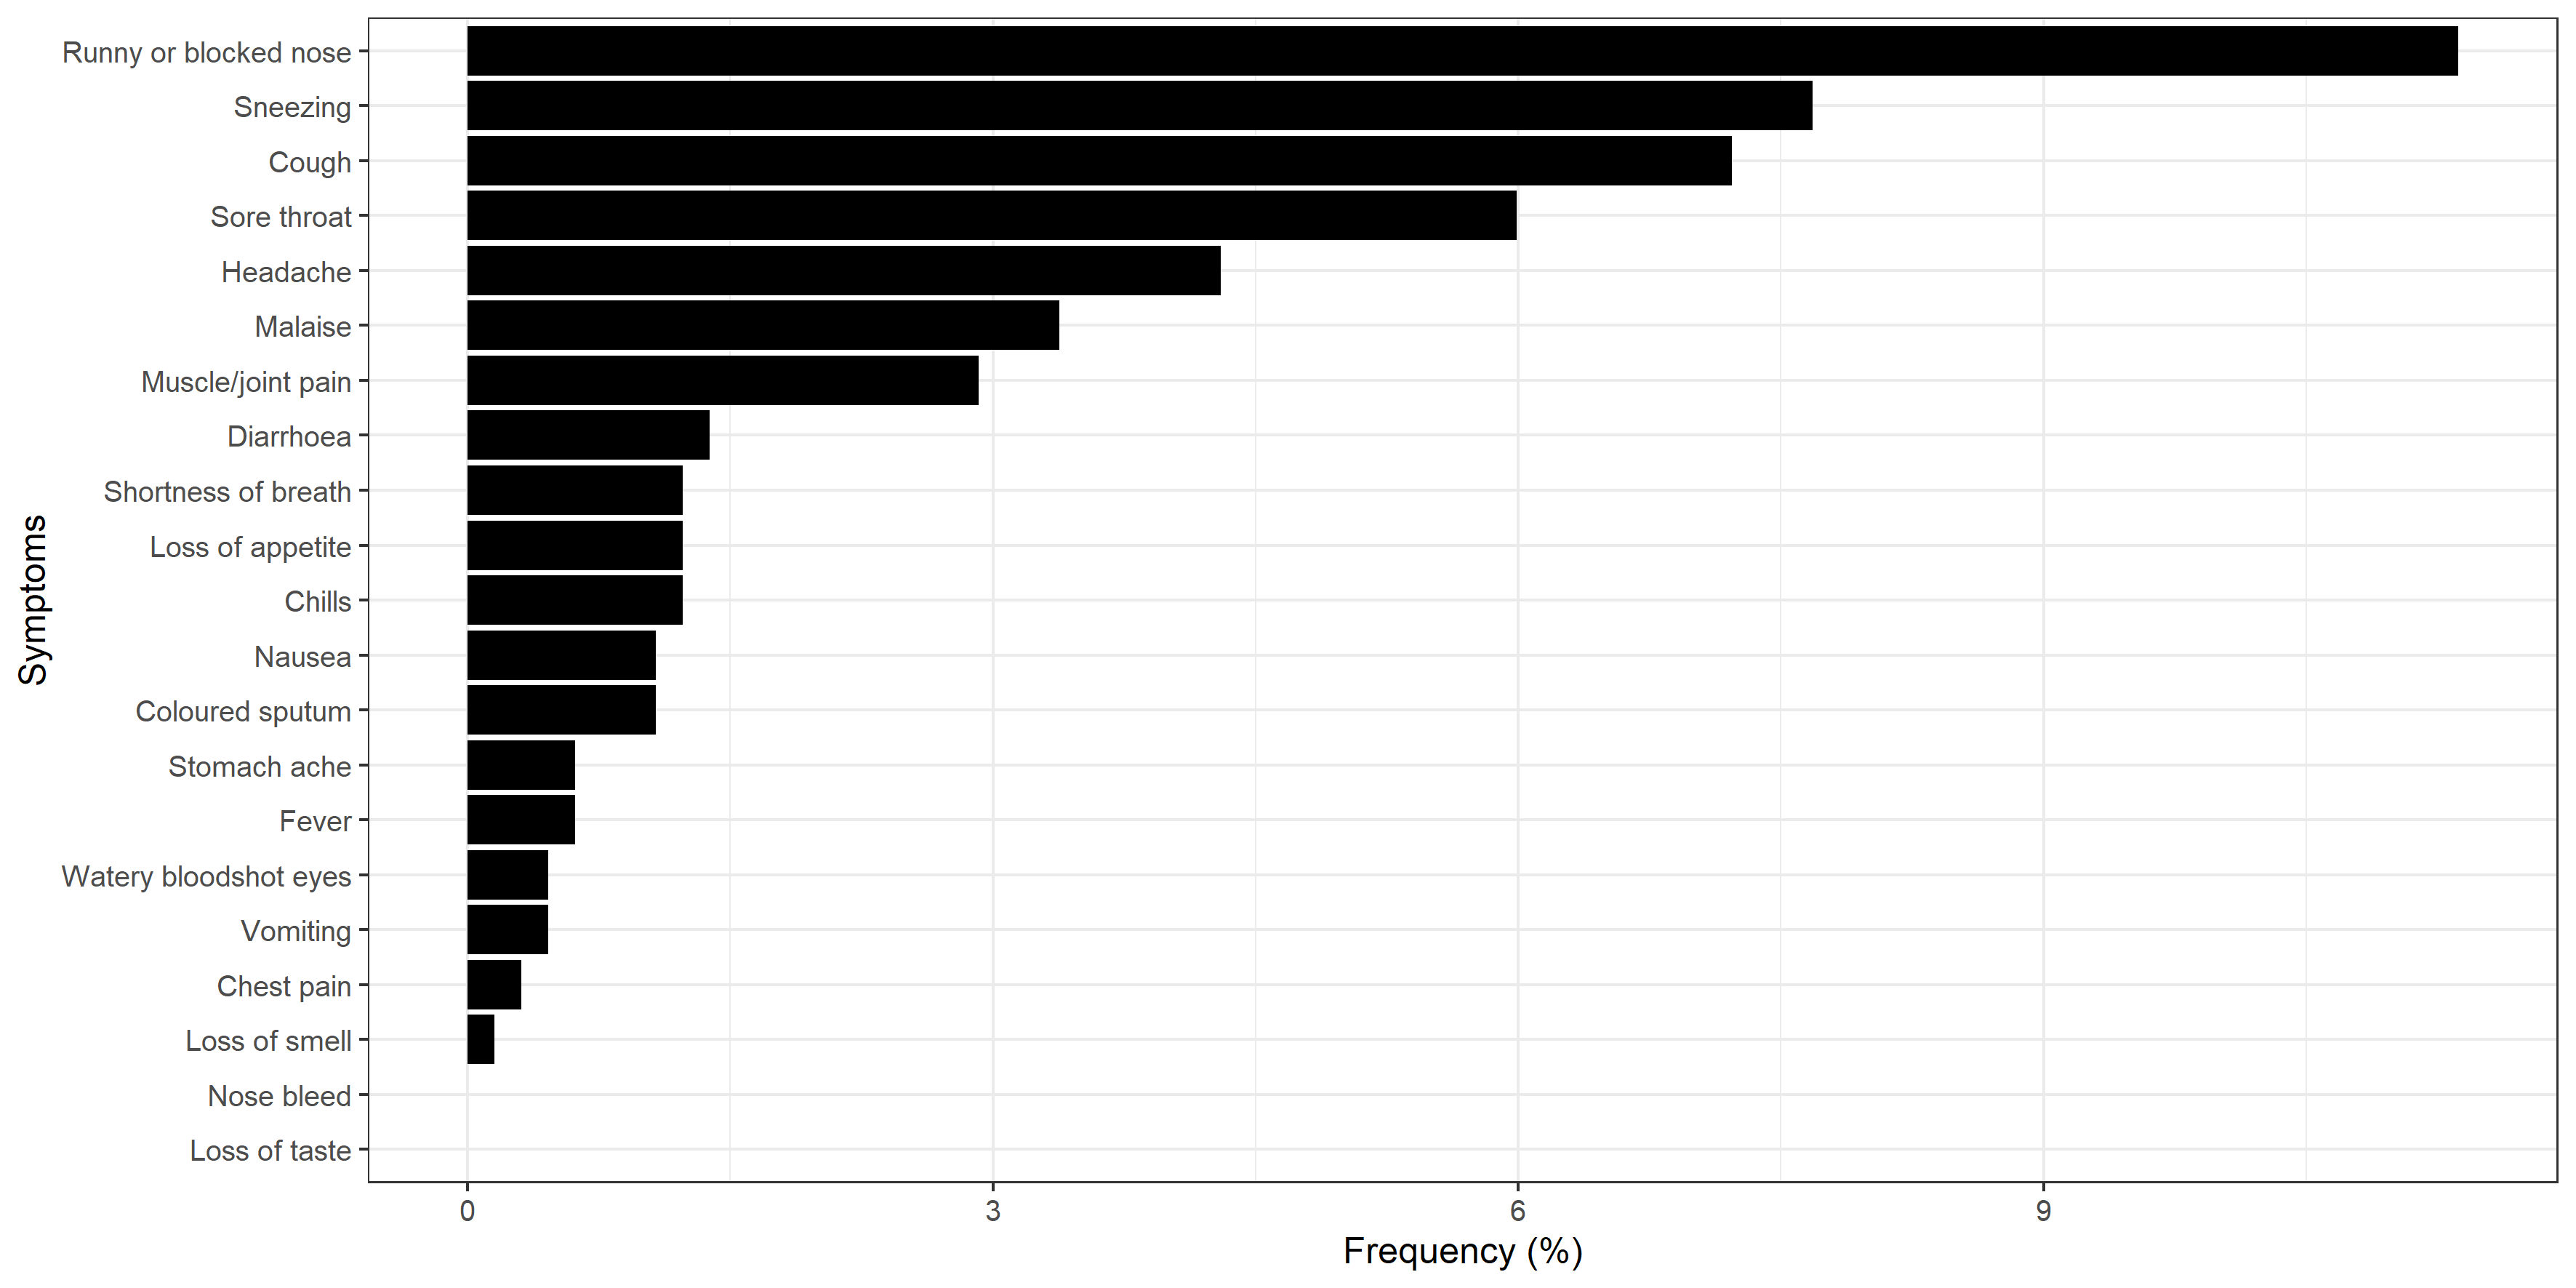 Runny or blocked nose
Sneezing
Cough
Sore throat
Headache
Malaise
Muscle/joint pain
Diarrhoea
Shortness of breath
Loss of appetite
Chills
Nausea
Coloured sputum
Stomach ache
Fever
Watery bloodshot eyes
Vomiting
Chest pain
Loss of smell
Nose bleed
Loss of taste
Symptoms
0 3 6 9
Frequency (%)